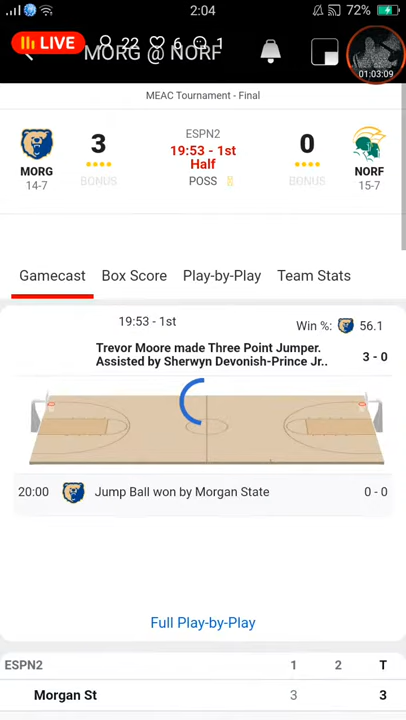 2:04
72%
LIVE
22
6
1
MORG @ NORF
01:03:09
MEAC Tournament - Final
MORG
14-7
3
BONUS
ESPN2
19:53 - 1st
Half
POSS
0
BONUS
NORF
15-7
Gamecast
Box Score
Play-by-Play
Team Stats
19:53 - 1st
Win %: 56.1
Trevor Moore made Three Point Jumper.
Assisted by Sherwyn Devonish-Prince Jr..
3 - 0
20:00 Jump Ball won by Morgan State 0 - 0
Full Play-by-Play
ESPN2 1 2 T
Morgan St 3 3